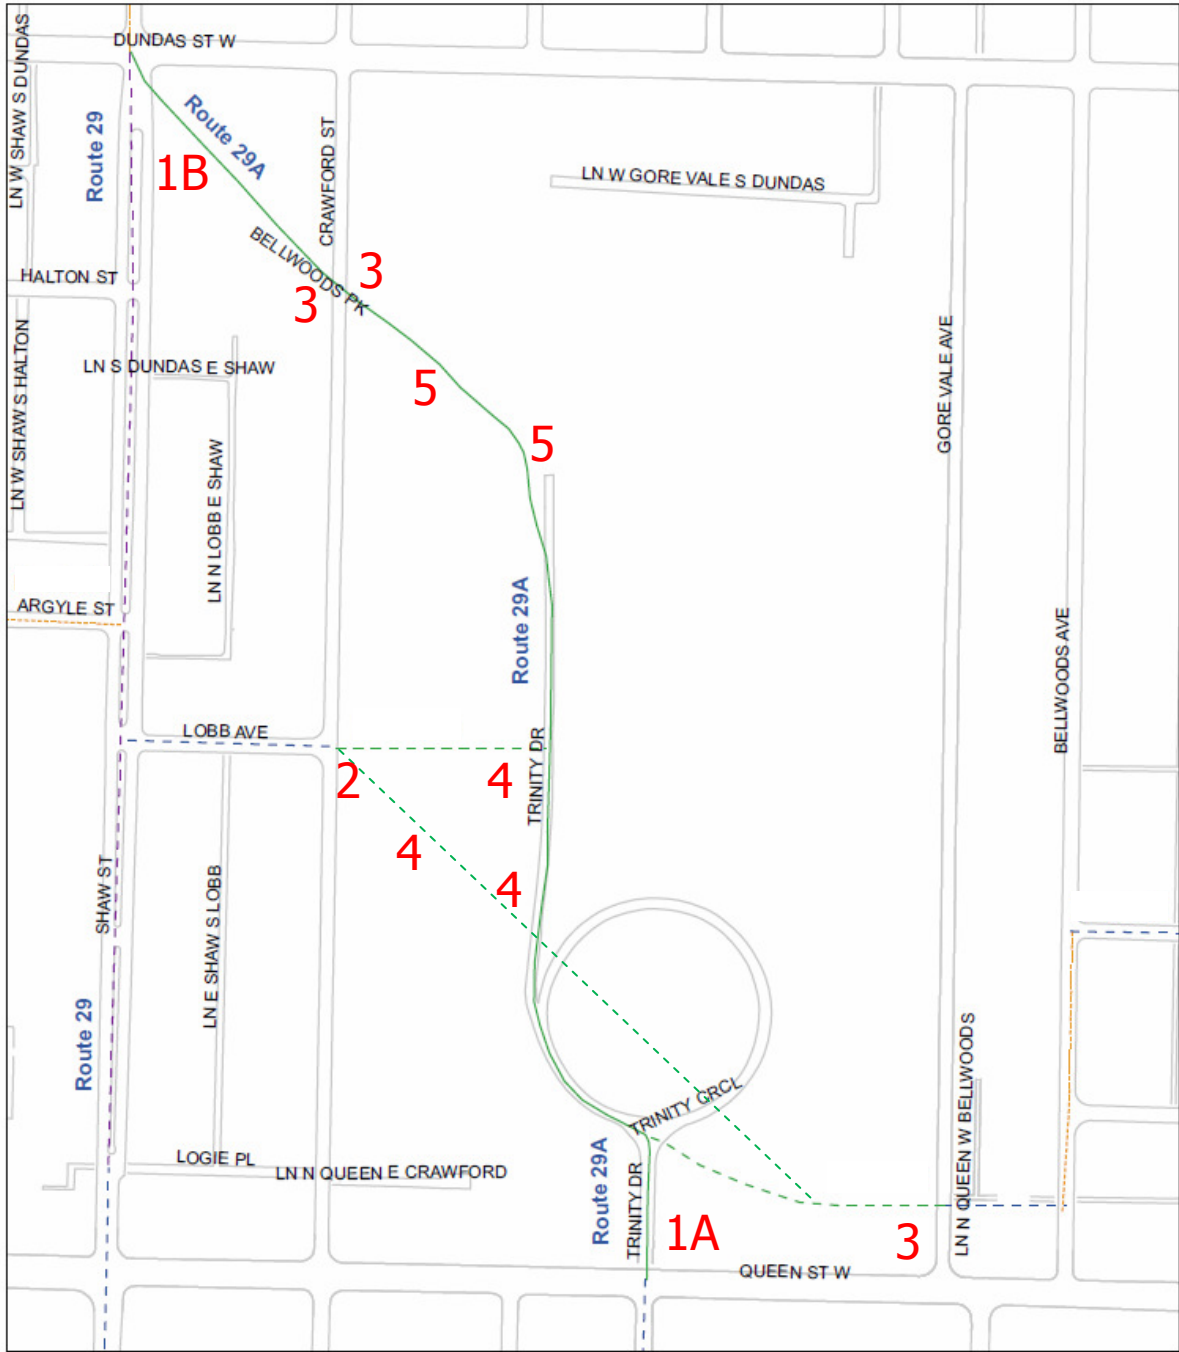 DUNDAS ST W
LN W SHAW S DUNDAS
Route 29
Route 29A
1B
CRAWFORD ST
LN W GORE VALE S DUNDAS
BELLWOODS PK
HALTON ST
3
3
LN W SHAW S HALTON
LN S DUNDAS E SHAW
5
GORE VALE AVE
5
LN N LOBB E SHAW
ARGYLE ST
Route 29A
BELLWOODS AVE
LOBB AVE
2
4
TRINITY DR
4
4
SHAW ST
LN E SHAW S LOBB
Route 29
TRINITY CRCL
LN N QUEEN W BELLWOODS
LOGIE PL
LN N QUEEN E CRAWFORD
Route 29A
TRINITY DR
1A
3
QUEEN ST W